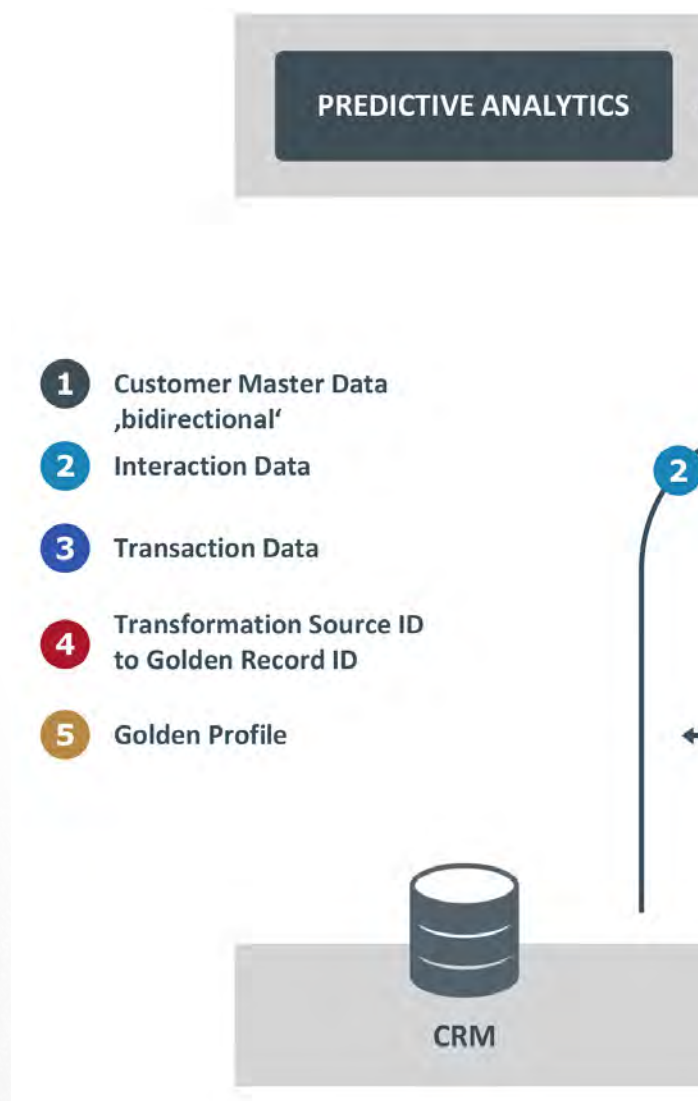 PREDICTIVE ANALYTICS
1 Customer Master Data
‚bidirectional‘
2 Interaction Data
2
3 Transaction Data
4 Transformation Source ID
to Golden Record ID
5 Golden Profile
CRM